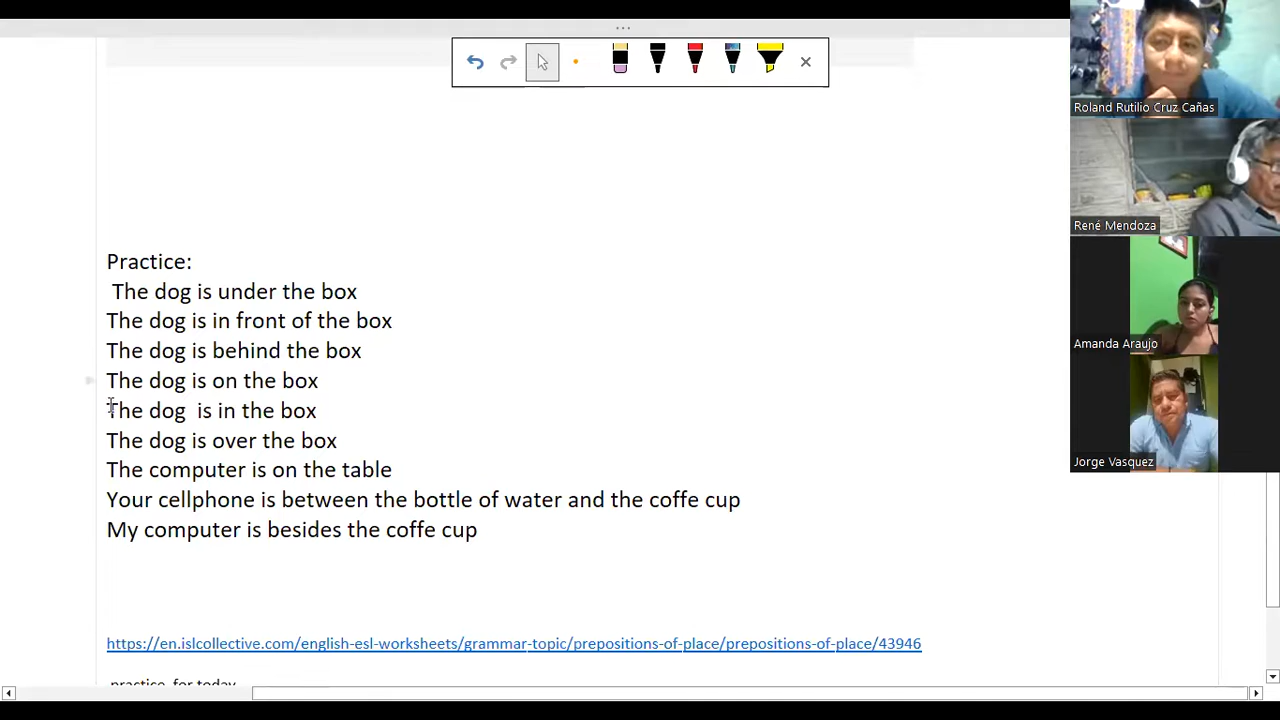 Roland Rutilio Cruz Cañas
René Mendoza
Amanda Araujo
Jorge Vasquez
Practice:
The dog is under the box
The dog is in front of the box
The dog is behind the box
The dog is on the box
The dog  is in the box
The dog is over the box
The computer is on the table
Your cellphone is between the bottle of water and the coffe cup
My computer is besides the coffe cup
https://en.islcollective.com/english-esl-worksheets/grammar-topic/prepositions-of-place/prepositions-of-place/43946
practice  for today